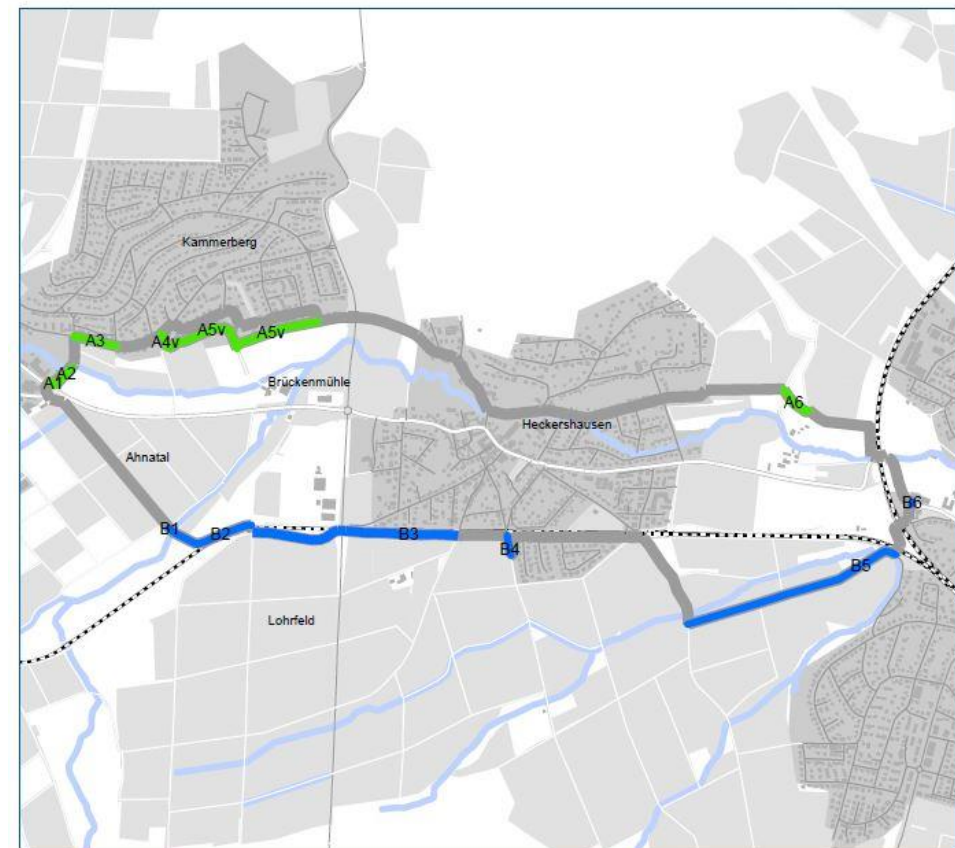 Kammerberg
A3
A4v
A5v
A5v
A2
A1
Brückenmühle
A6
Heckershausen
Ahnatal
B6
B1
B2
B3
B4
B5
Lohrfeld